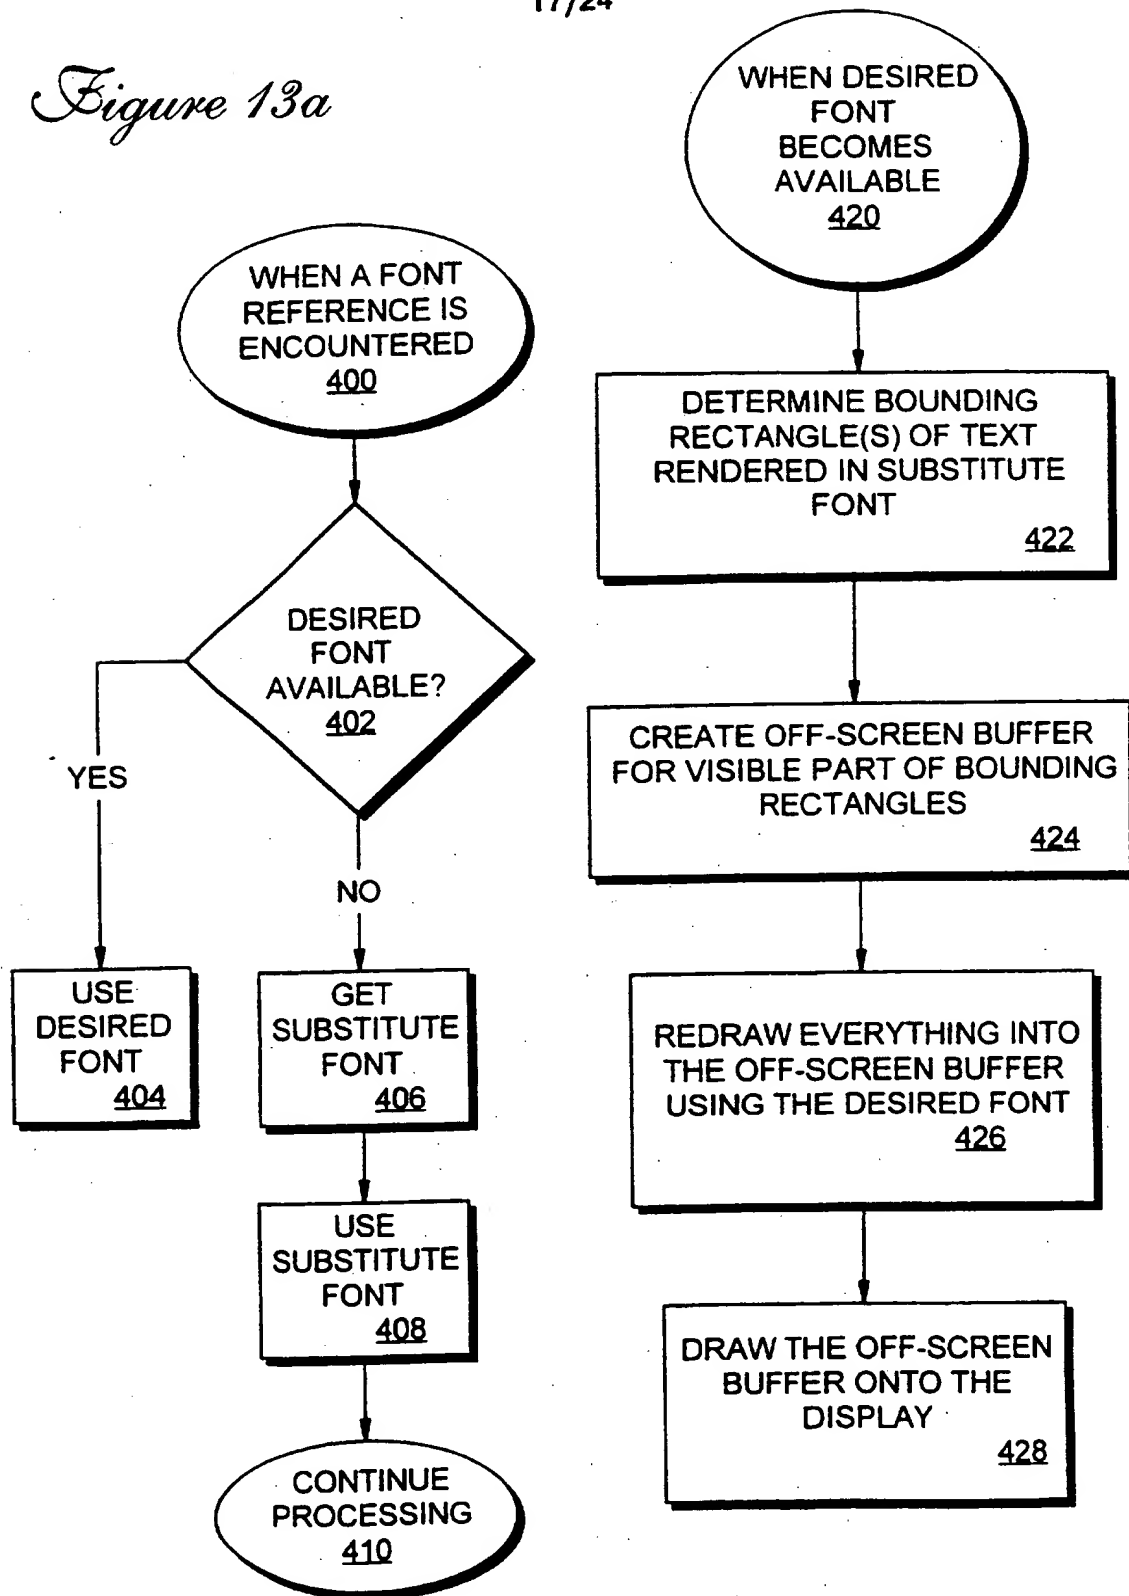 17/24
Figure 13a
WHEN A FONT
REFERENCE IS
ENCOUNTERED
400
DESIRED
FONT
AVAILABLE?
402
YES
NO
USE
DESIRED
FONT
404
GET
SUBSTITUTE
FONT
406
USE
SUBSTITUTE
FONT
408
CONTINUE
PROCESSING
410
WHEN DESIRED
FONT
BECOMES
AVAILABLE
420
DETERMINE BOUNDING
RECTANGLE(S) OF TEXT
RENDERED IN SUBSTITUTE
FONT
422
CREATE OFF-SCREEN BUFFER
FOR VISIBLE PART OF BOUNDING
RECTANGLES
424
REDRAW EVERYTHING INTO
THE OFF-SCREEN BUFFER
USING THE DESIRED FONT
426
DRAW THE OFF-SCREEN
BUFFER ONTO THE
DISPLAY
428